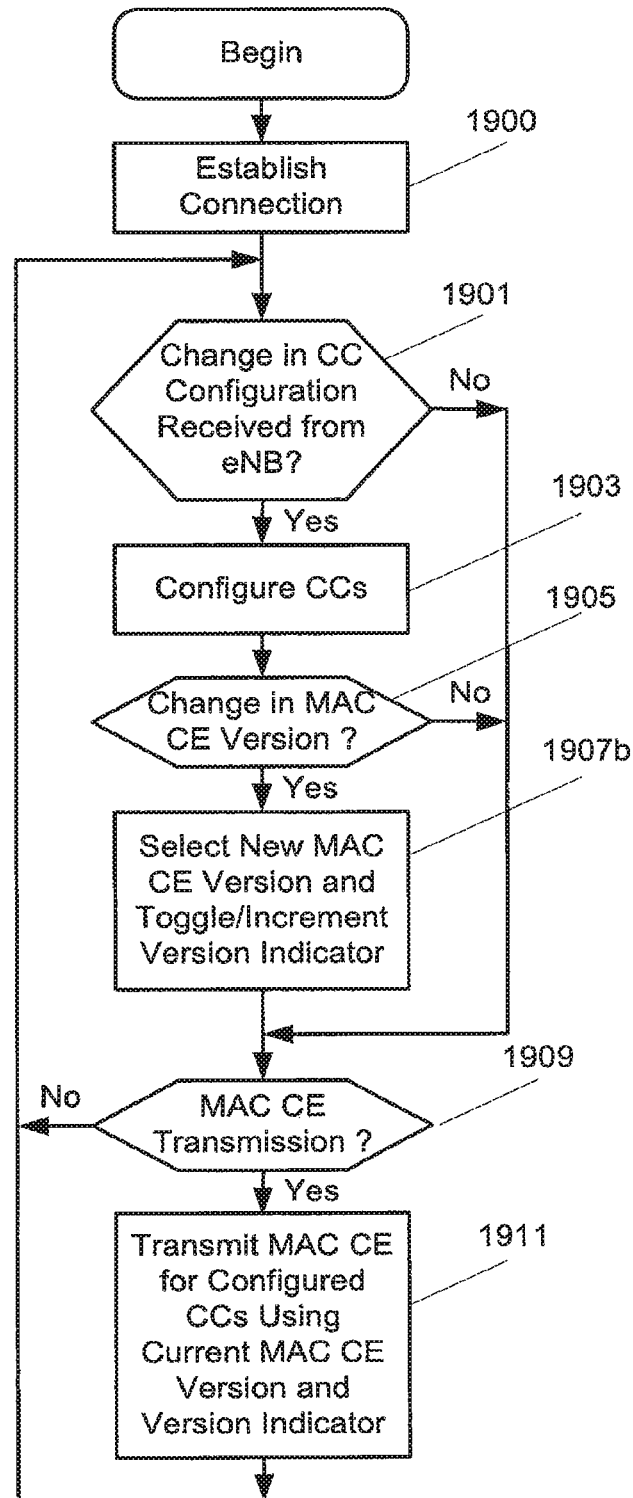 Begin
1900
Establish
Connection
1901
Change in CC
Configuration
Received from
eNB?
No
Yes
1903
Configure CCs
1905
Change in MAC
CE Version ?
No
Yes
1907b
Select New MAC
CE Version and
Toggle/Increment
Version Indicator
1909
No
MAC CE
Transmission ?
Yes
1911
Transmit MAC CE
for Configured
CCs Using
Current MAC CE
Version and
Version Indicator